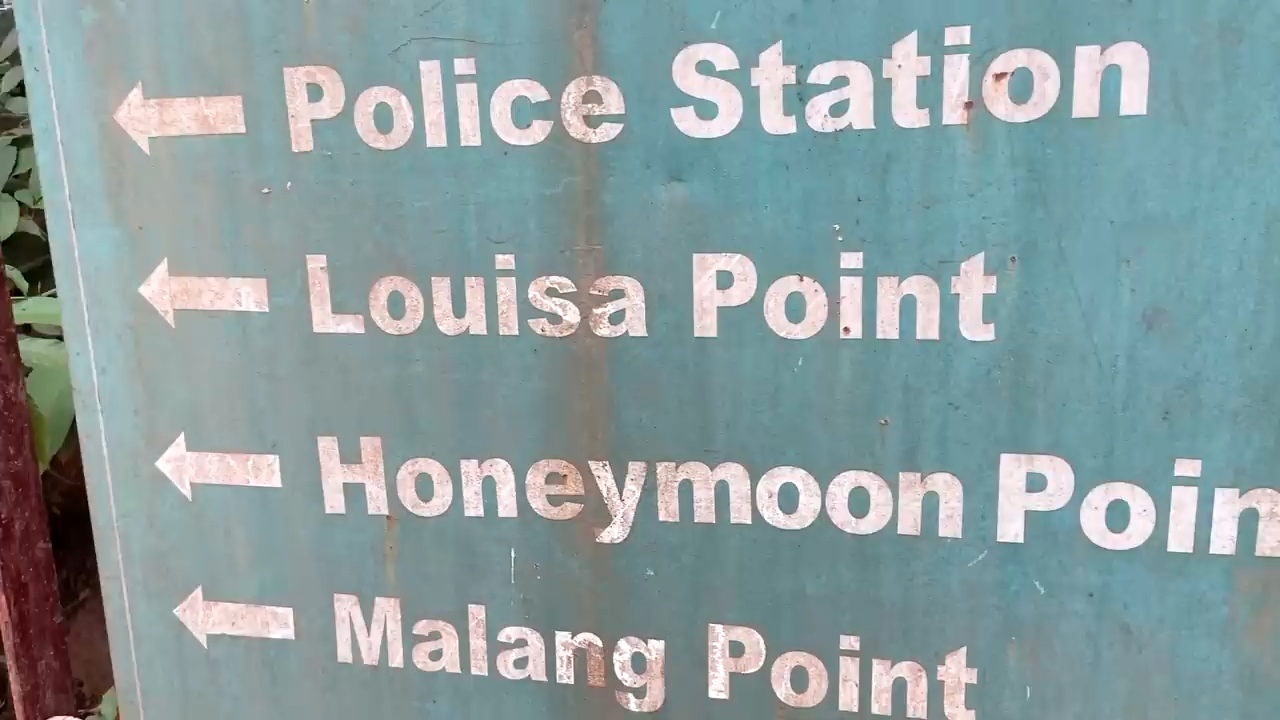 Police Station
Louisa Point
Honeymoon Poin
Malang Point